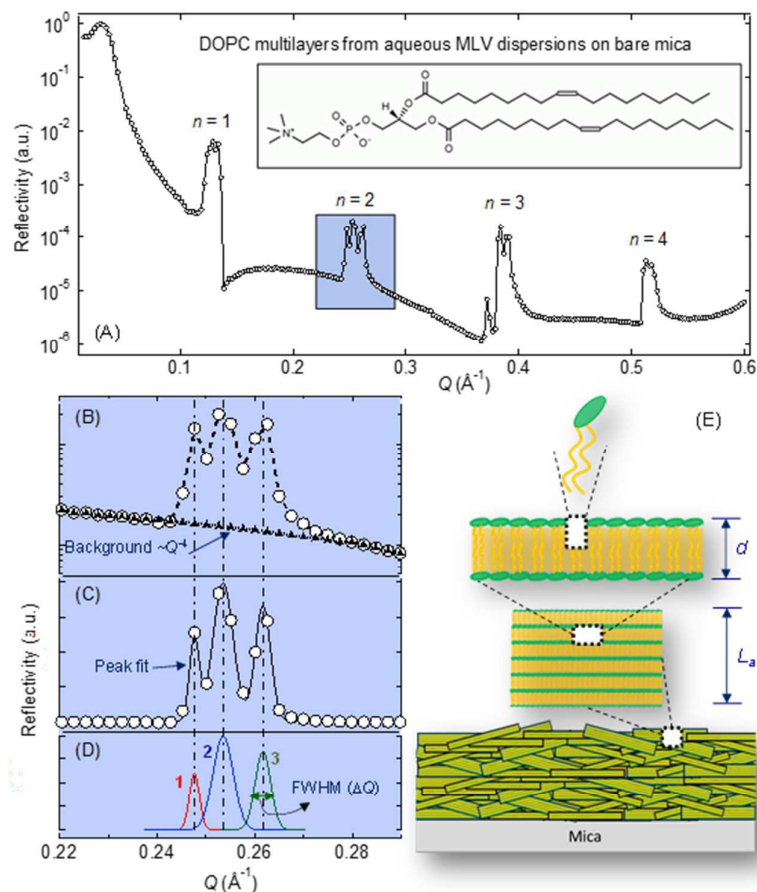 DOPC multilayers from aqueous MLV dispersions on bare mica
10⁰
10⁻¹
10⁻²
10⁻³
10⁻⁴
10⁻⁵
10⁻⁶
Reflectivity (a.u.)
O
O
H
O
P
O
O
O⁻
O
O
N⁺
n = 1
n = 2
n = 3
n = 4
(A)
0.1
0.2
0.3
0.4
0.5
0.6
Q (Å⁻¹)
(B)
Background ~Q⁻⁴
(C)
Peak fit
Reflectivity (a.u.)
(D)
1
2
3
FWHM (ΔQ)
0.22
0.24
0.26
0.28
Q (Å⁻¹)
(E)
d
Lₐ
Mica